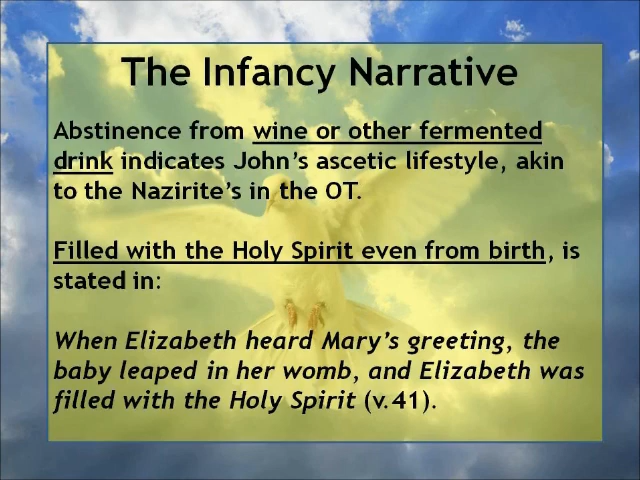 The Infancy Narrative
Abstinence from wine or other fermented
drink indicates John's ascetic lifestyle, akin
to the Nazirite's in the OT.
Filled with the Holy Spirit even from birth, is
stated in:
When Elizabeth heard Mary's greeting, the
baby leaped in her womb, and Elizabeth was
filled with the Holy Spirit (v.41).